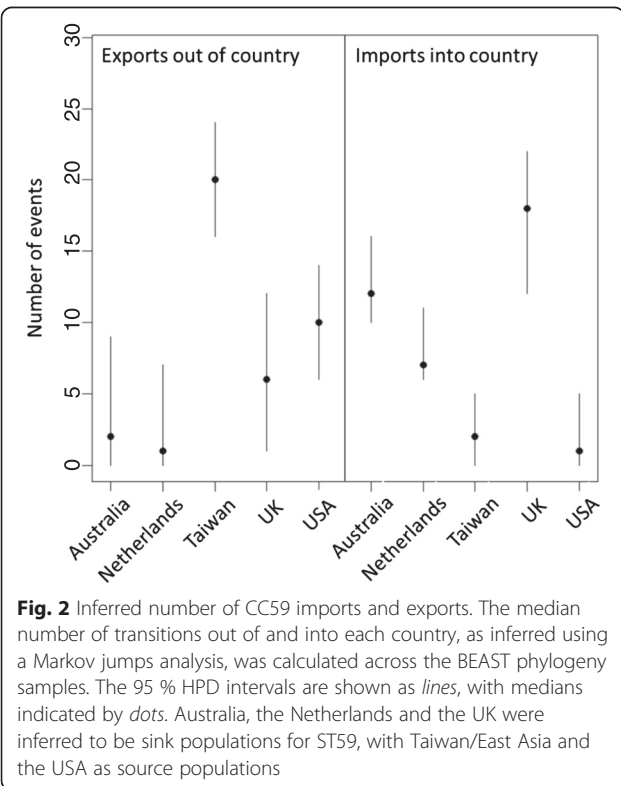 Exports out of country
Imports into country
Number of events
30
25
20
15
10
5
0
Australia
Netherlands
Taiwan
UK
USA
Australia
Netherlands
Taiwan
UK
USA
Fig. 2 Inferred number of CC59 imports and exports. The median
number of transitions out of and into each country, as inferred using
a Markov jumps analysis, was calculated across the BEAST phylogeny
samples. The 95 % HPD intervals are shown as lines, with medians
indicated by dots. Australia, the Netherlands and the UK were
inferred to be sink populations for ST59, with Taiwan/East Asia and
the USA as source populations